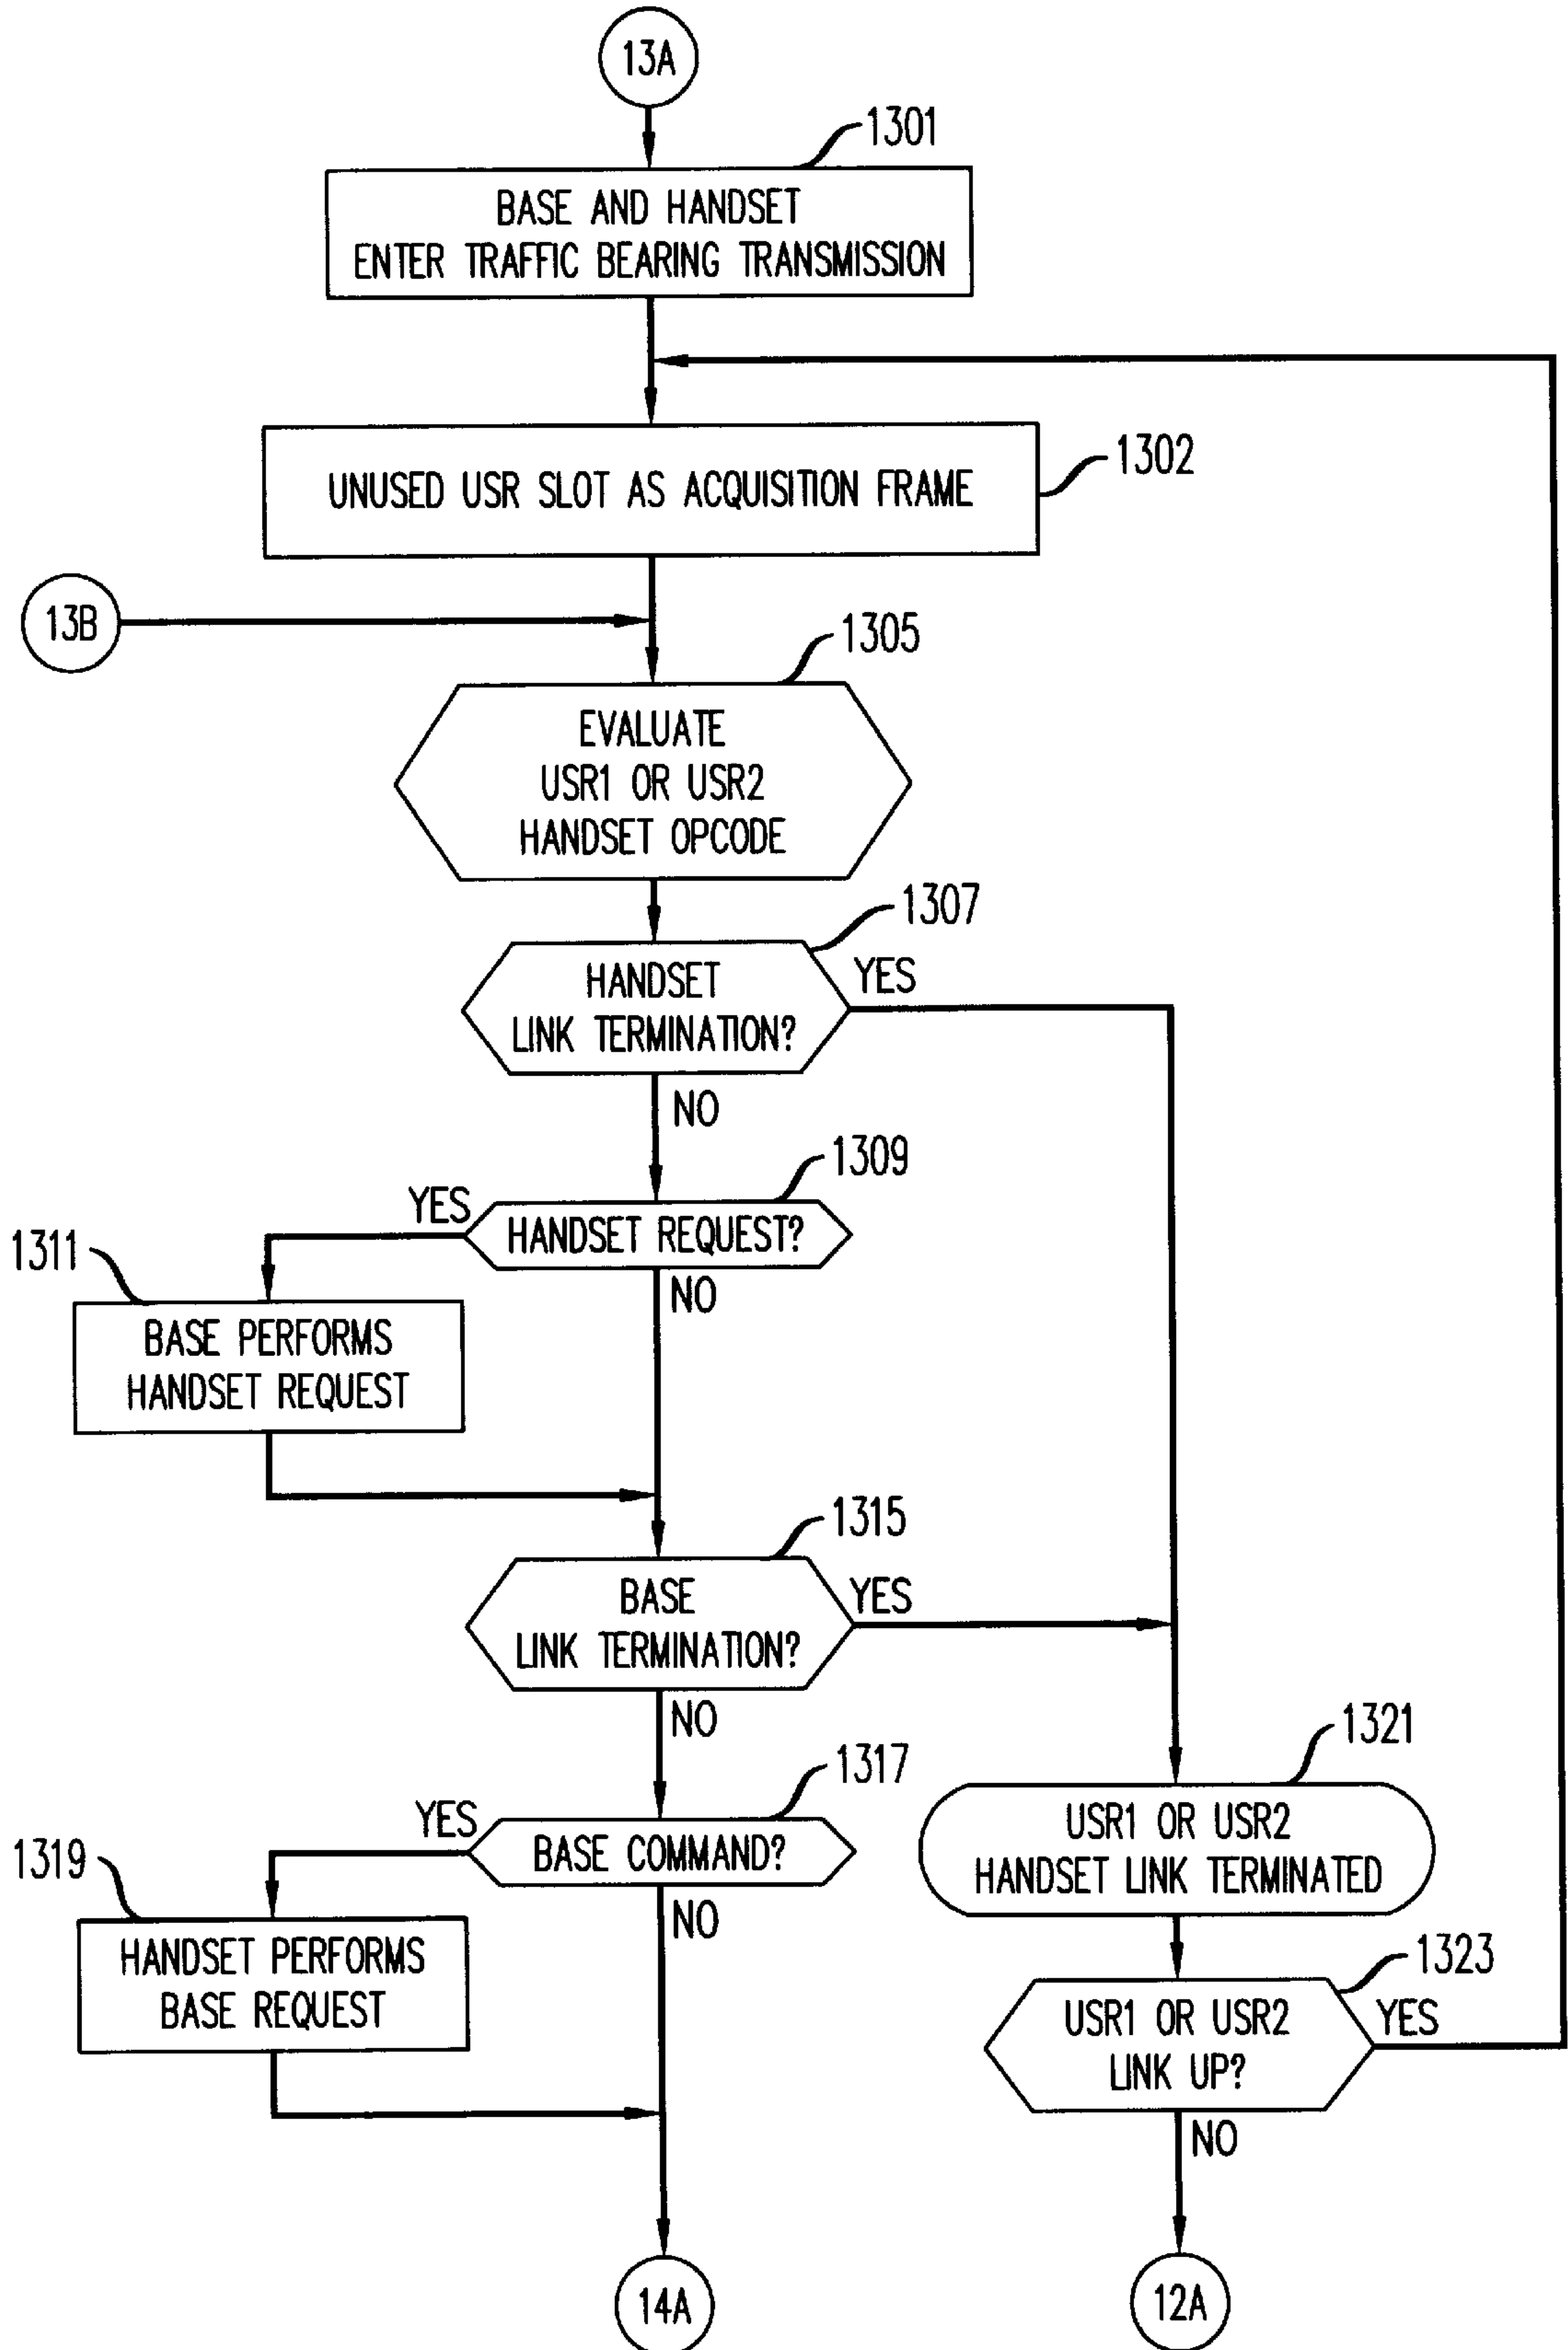 13A
1301
BASE AND HANDSET
ENTER TRAFFIC BEARING TRANSMISSION
1302
UNUSED USR SLOT AS ACQUISITION FRAME
13B
1305
EVALUATE
USR1 OR USR2
HANDSET OPCODE
1307
HANDSET
LINK TERMINATION?
YES
NO
1309
YES
HANDSET REQUEST?
NO
1311
BASE PERFORMS
HANDSET REQUEST
1315
BASE
LINK TERMINATION?
YES
NO
1317
YES
BASE COMMAND?
NO
1319
HANDSET PERFORMS
BASE REQUEST
1321
USR1 OR USR2
HANDSET LINK TERMINATED
1323
USR1 OR USR2
LINK UP?
YES
NO
14A
12A